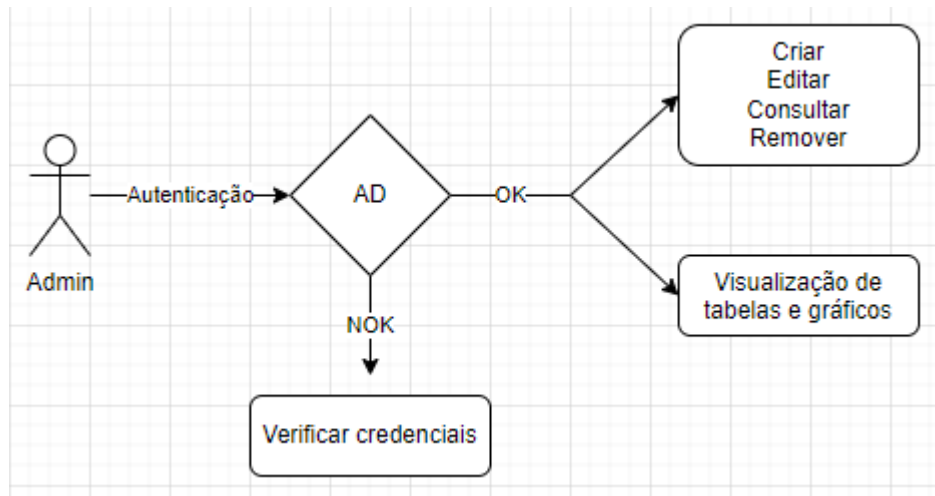 Admin
Autenticação
AD
OK
NOK
Criar
Editar
Consultar
Remover
Visualização de
tabelas e gráficos
Verificar credenciais